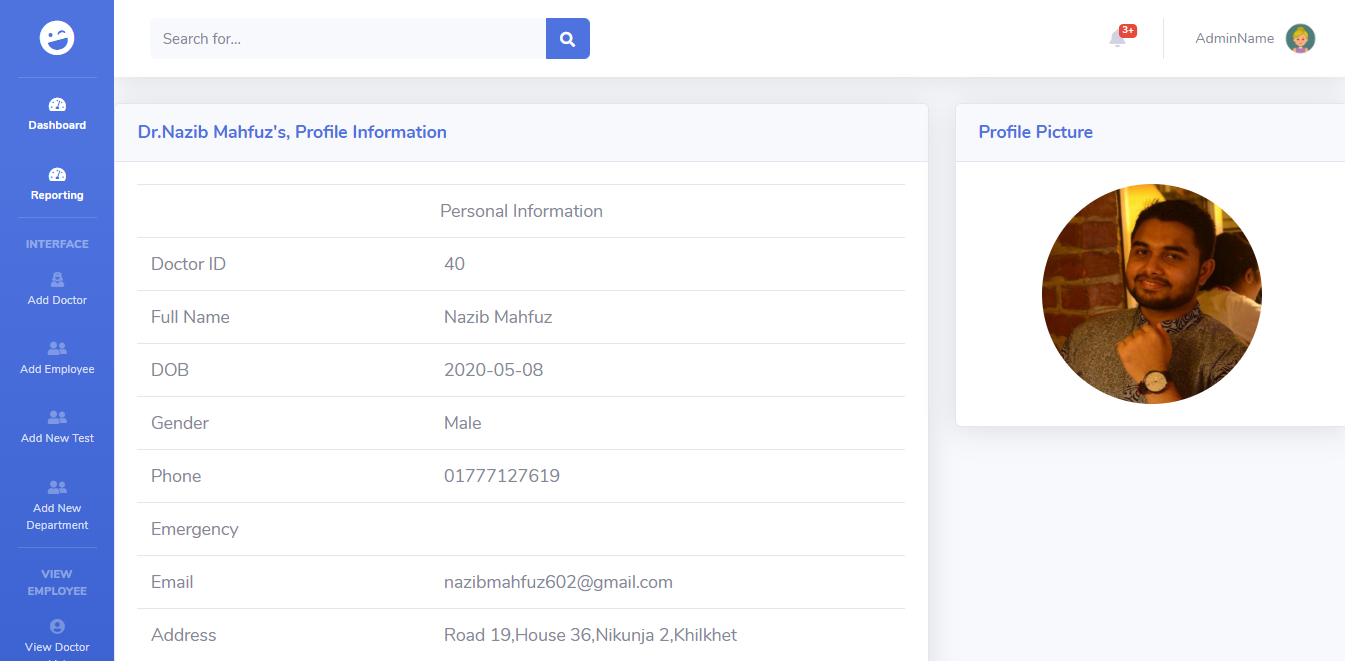 Search for...
3+
AdminName
Dashboard
Reporting
INTERFACE
Add Doctor
Add Employee
Add New Test
Add New
Department
VIEW
EMPLOYEE
View Doctor
Dr.Nazib Mahfuz's, Profile Information
Personal Information
Doctor ID 40
Full Name Nazib Mahfuz
DOB 2020-05-08
Gender Male
Phone 01777127619
Emergency
Email nazibmahfuz602@gmail.com
Address Road 19,House 36,Nikunja 2,Khilkhet
Profile Picture